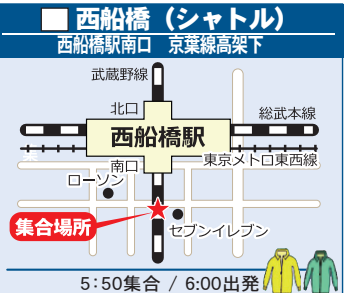 西船橋（シャトル）
西船橋駅南口 京葉線高架下
武蔵野線
北口
総武本線
西船橋駅
南口
東京メトロ東西線
ローソン
集合場所
セブンイレブン
5:50集合 / 6:00出発